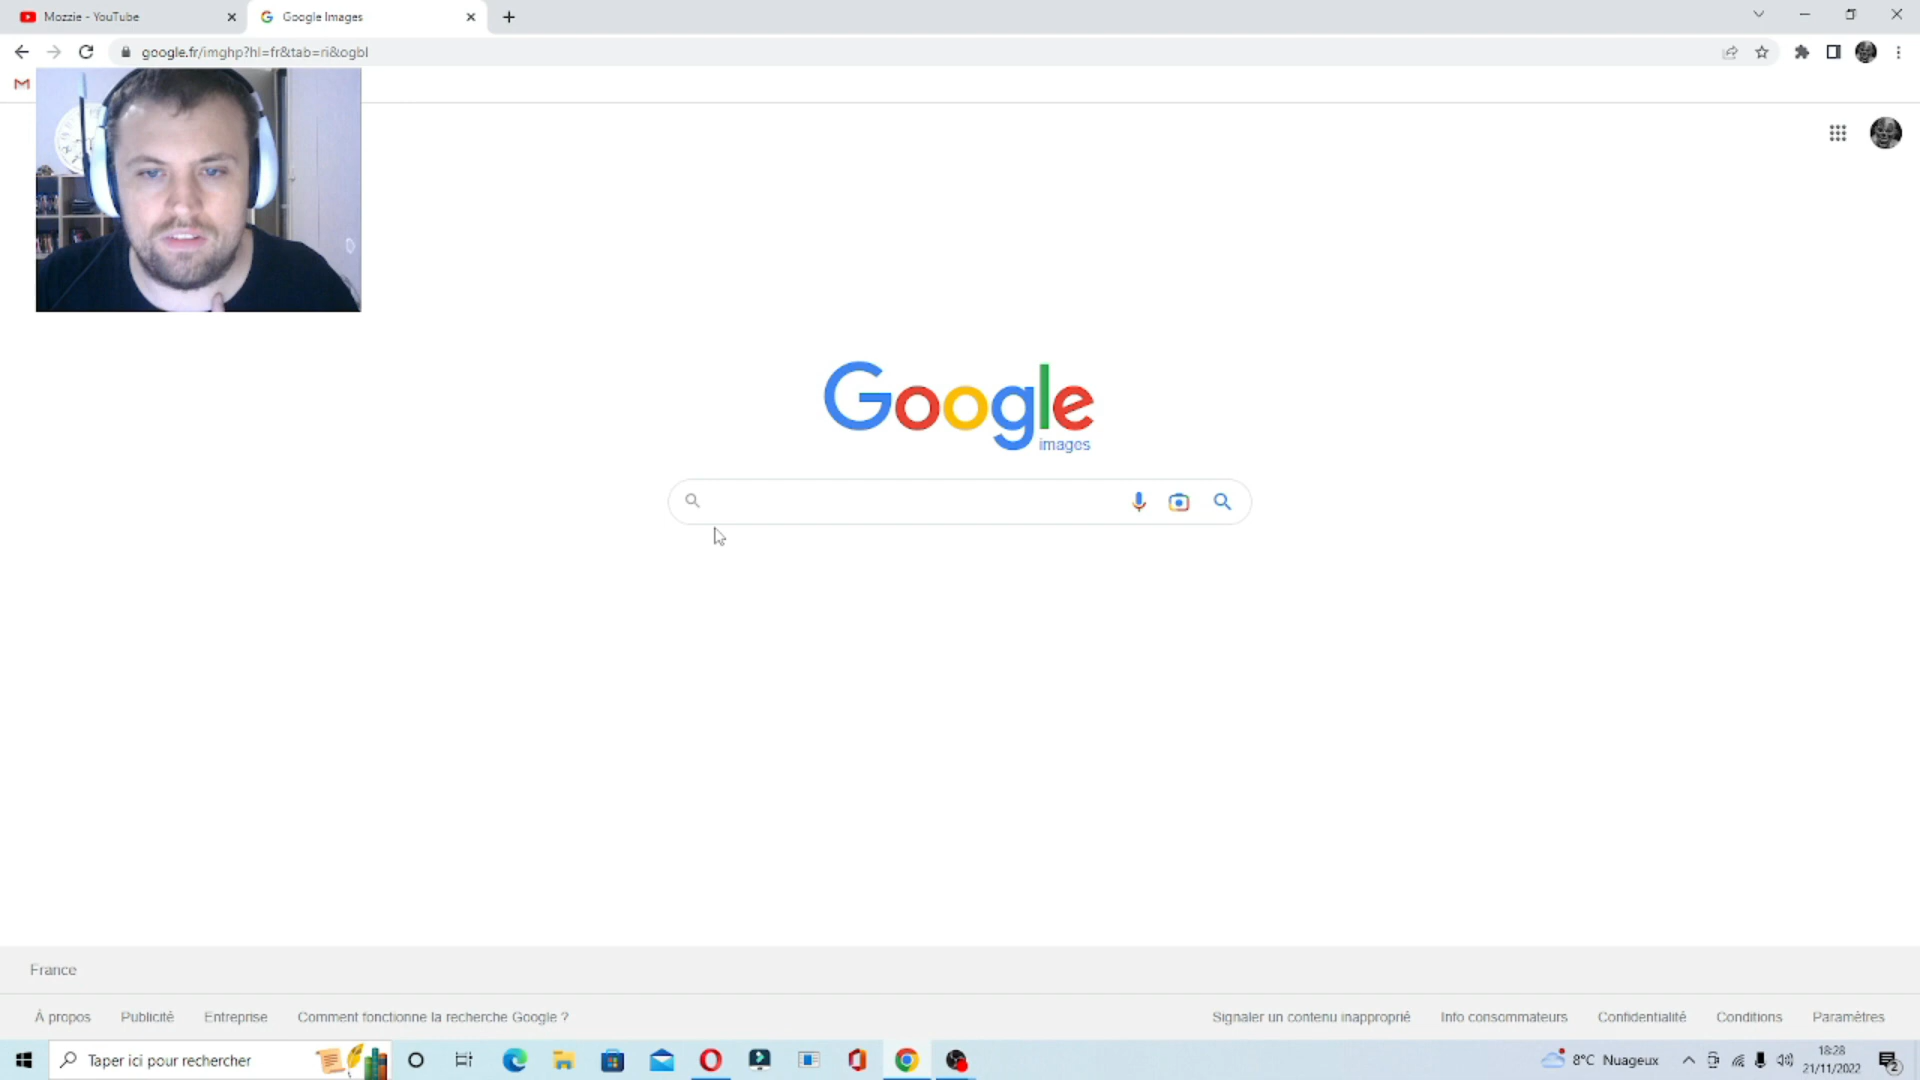 Mozzie - YouTube
Google Images
google.fr/imghp?hl=fr&tab=ri&ogbl
Google
images
France
À propos
Publicité
Entreprise
Comment fonctionne la recherche Google ?
Signaler un contenu inapproprié
Info consommateurs
Confidentialité
Conditions
Paramètres
Taper ici pour rechercher
8°C Nuageux
18:28
21/11/2022
2